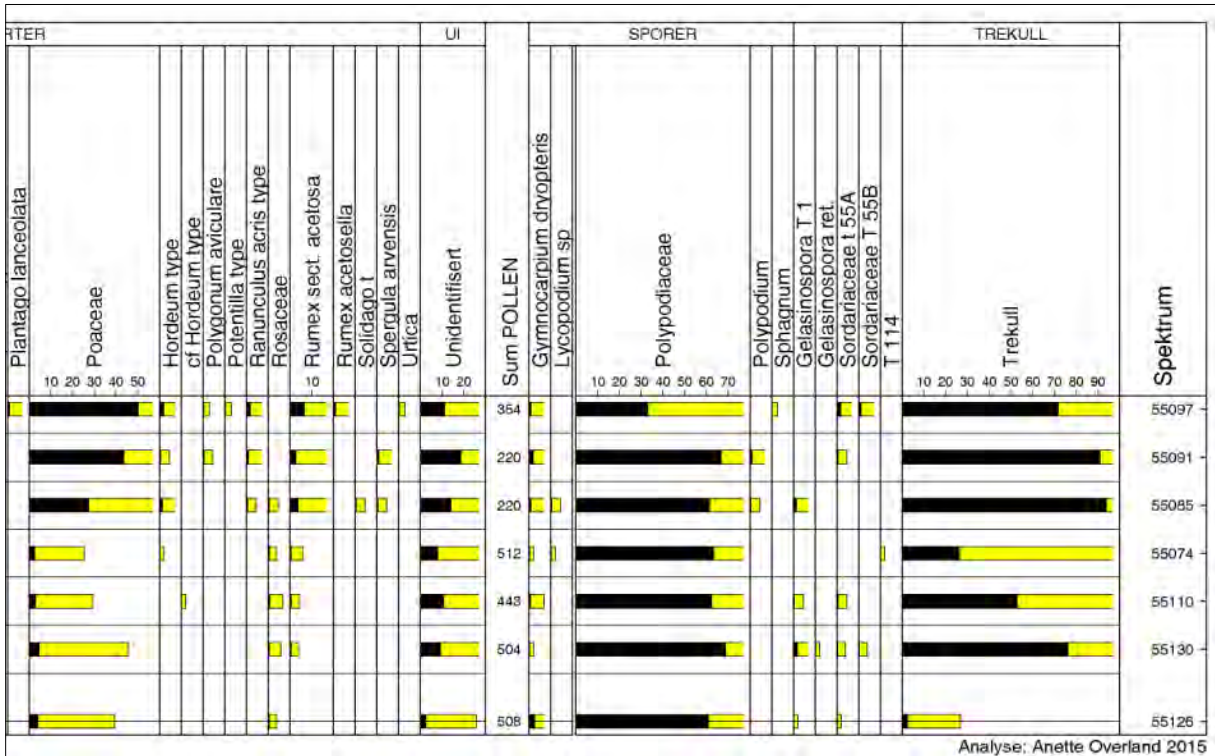 RTER UI SPORER TREKULL
Plantago lanceolata
Poaceae
Hordeum type
cf Hordeum type
Polygonum aviculare
Potentilla type
Ranunculus acris type
Rosaceae
Rumex sect. acetosa
Rumex acetosella
Solidago t
Spergula arvensis
Urtica
Unidentifisert
Sum POLLEN
Gymnocarpium dryopteris
Lycopodium sp
Polypodiaceae
Polypodium
Sphagnum
Gelasinospora T 1
Gelasinospora ret.
Sordariaceae t 55A
Sordariaceae T 55B
T 114
Trekull
Spektrum
10 20 30 40 50 10 10 20 10 20 30 40 50 60 70 10 20 30 40 50 60 70 80 90
354 55097
220 55091
220 55085
512 55074
443 55110
504 55130
508 55126
Analyse: Anette Overland 2015